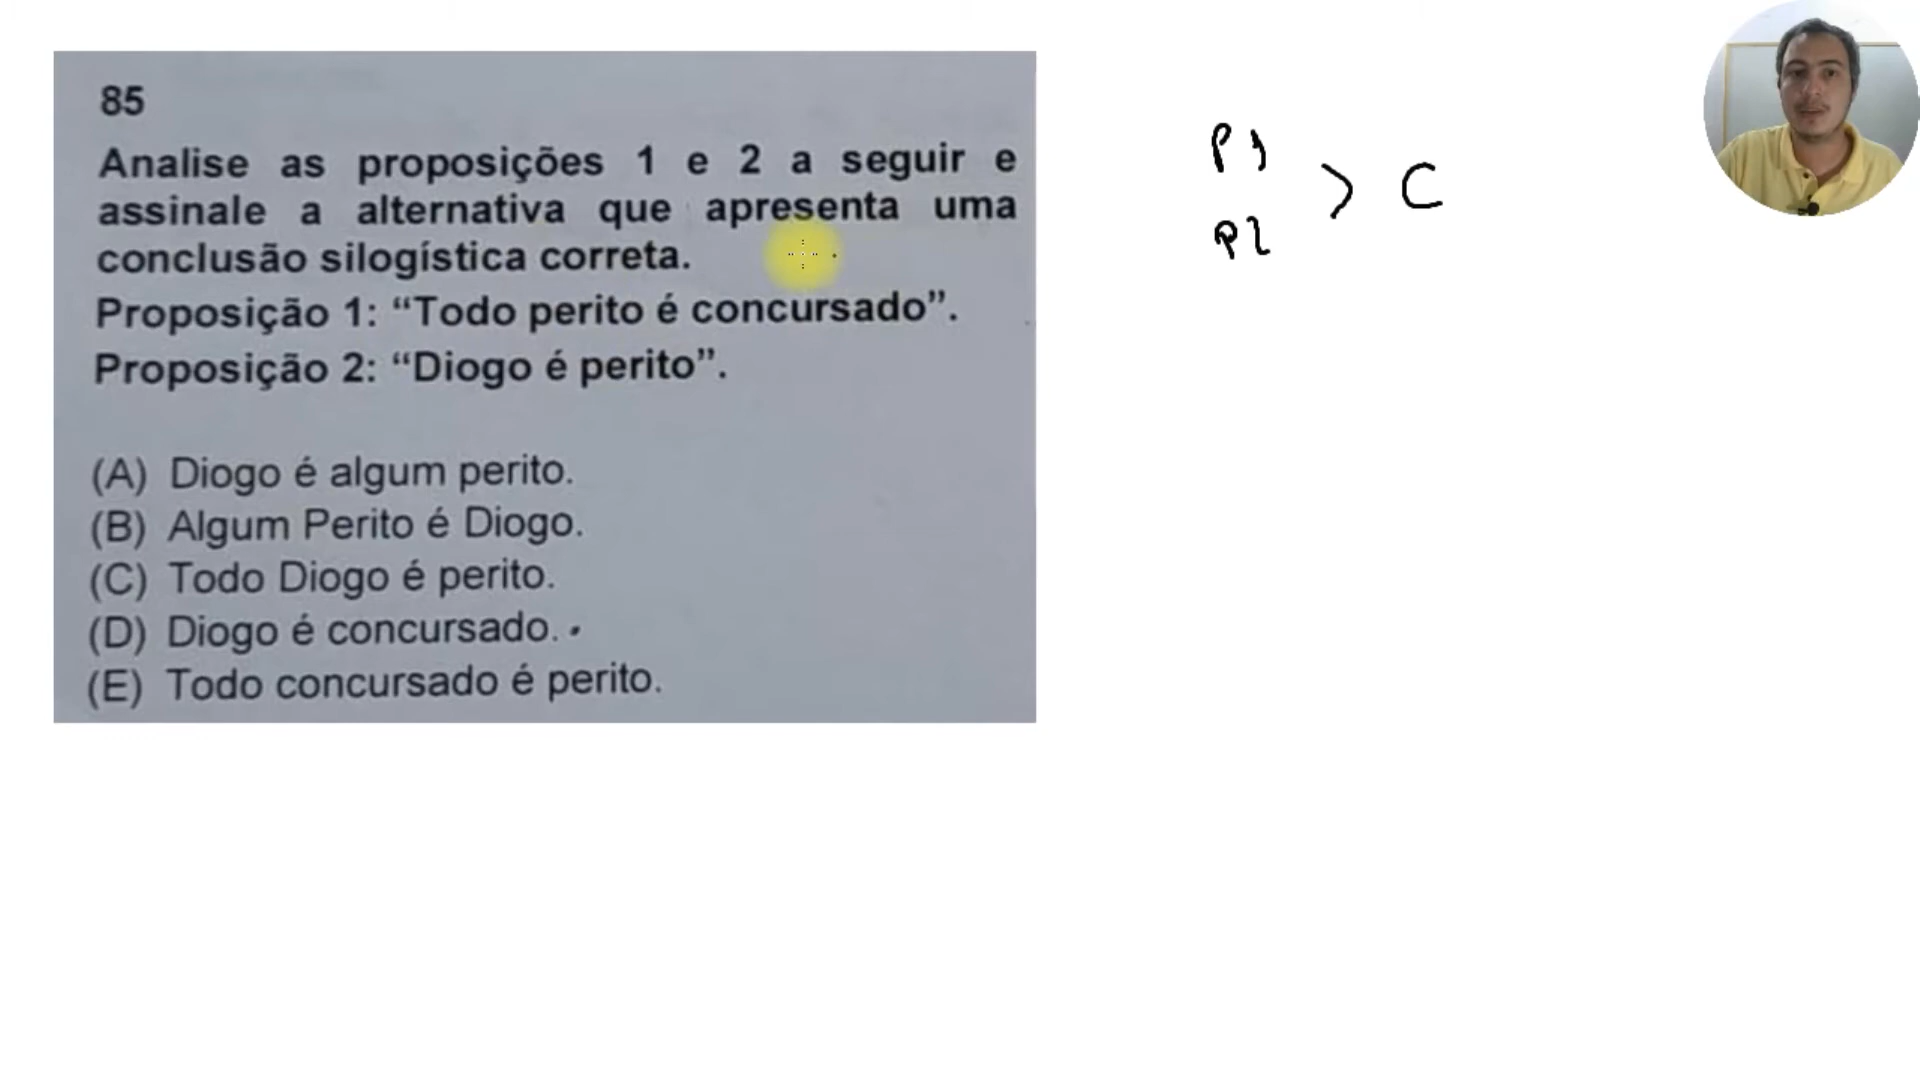 85
Analise as proposições 1 e 2 a seguir e
assinale a alternativa que apresenta uma
conclusão silogística correta.
Proposição 1: “Todo perito é concursado”.
Proposição 2: “Diogo é perito”.
(A) Diogo é algum perito.
(B) Algum Perito é Diogo.
(C) Todo Diogo é perito.
(D) Diogo é concursado.
(E) Todo concursado é perito.
P1
P2
> C